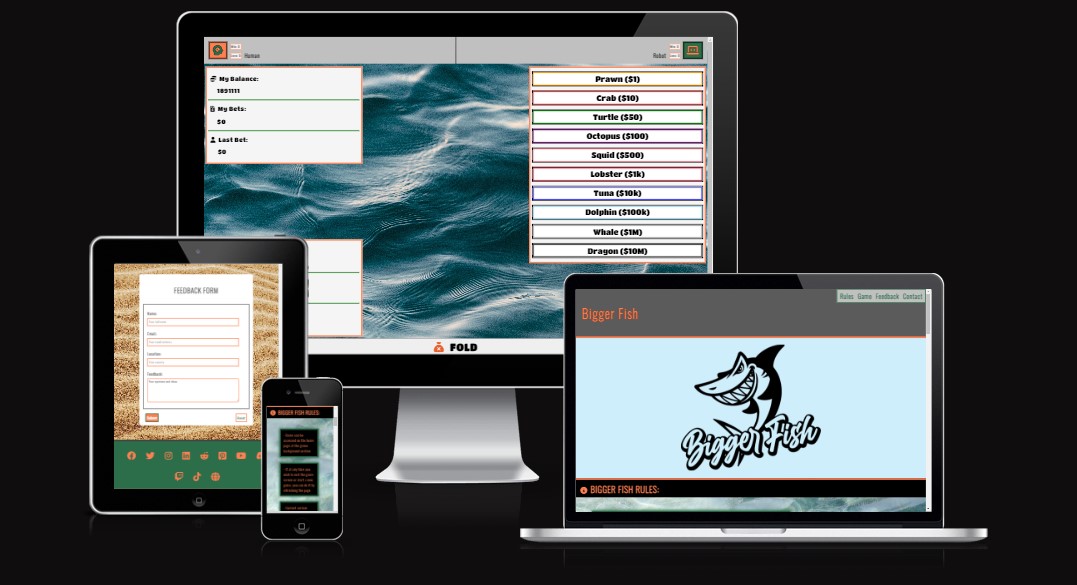 Human
Robot
My Balance:
1891111
My Bets:
$0
Last Bet:
$0
Prawn ($1)
Crab ($10)
Turtle ($50)
Octopus ($100)
Squid ($500)
Lobster ($1k)
Tuna ($10k)
Dolphin ($100k)
Whale ($1M)
Dragon ($10M)
FOLD
FEEDBACK FORM
Name:
Email:
Feedback:
Submit
BIGGER FISH RULES:
Rules Game Feedback Contact
Bigger Fish
Bigger Fish
BIGGER FISH RULES: